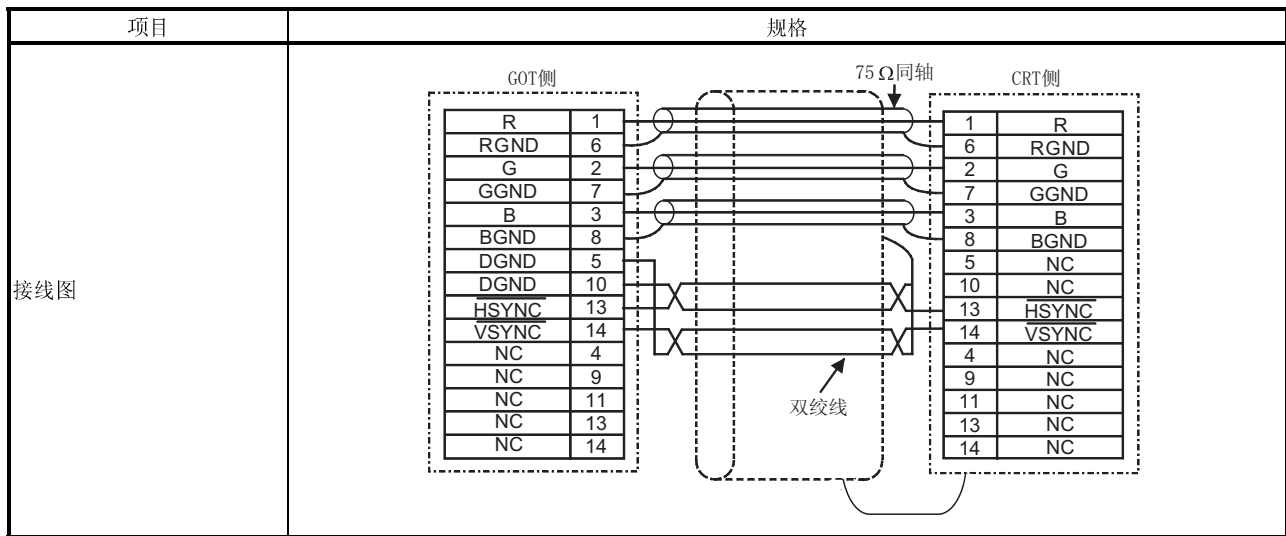 项目 规格
接线图
GOT侧 75Ω同轴 CRT侧
R 1 1 R
RGND 6 6 RGND
G 2 2 G
GGND 7 7 GGND
B 3 3 B
BGND 8 8 BGND
DGND 5 5 NC
DGND 10 10 NC
HSYNC 13 13 HSYNC
VSYNC 14 14 VSYNC
NC 4 4 NC
NC 9 9 NC
NC 11 11 NC
NC 13 13 NC
NC 14 14 NC
双绞线